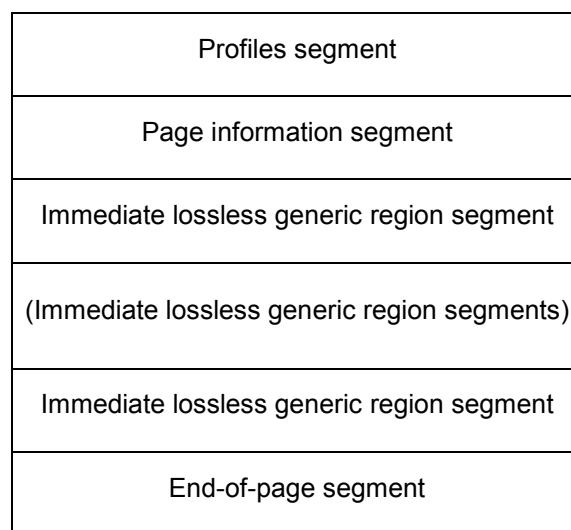 Profiles segment
Page information segment
Immediate lossless generic region segment
(Immediate lossless generic region segments)
Immediate lossless generic region segment
End-of-page segment